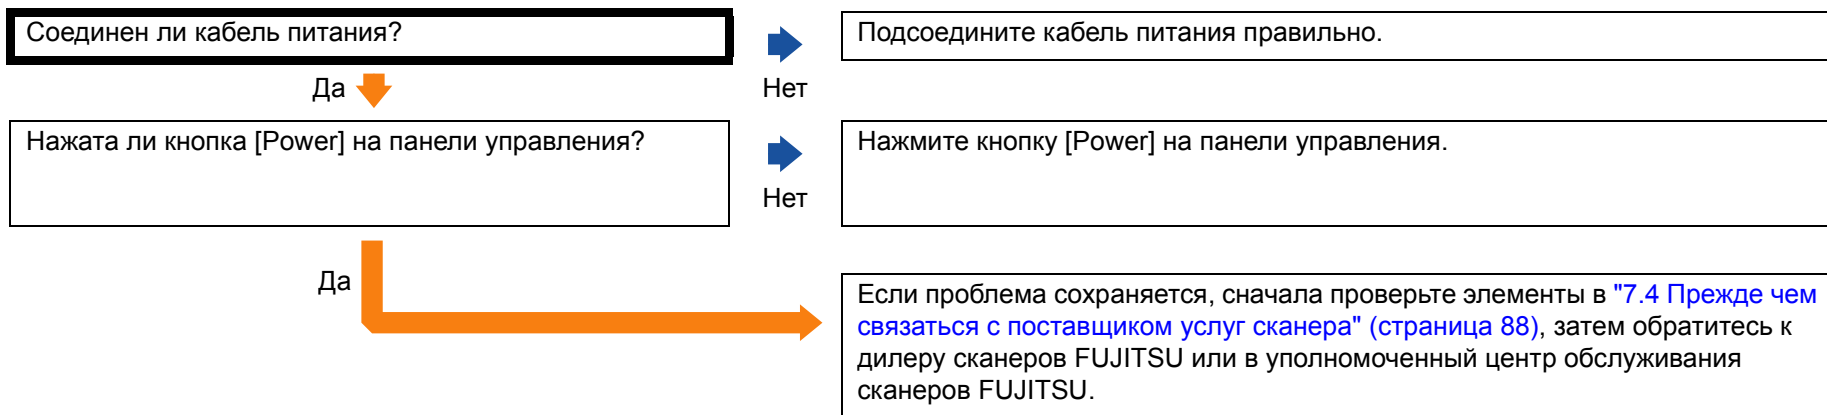 Соединен ли кабель питания?
Подсоедините кабель питания правильно.
Да
Нет
Нажата ли кнопка [Power] на панели управления?
Нажмите кнопку [Power] на панели управления.
Нет
Да
Если проблема сохраняется, сначала проверьте элементы в "7.4 Прежде чем
связаться с поставщиком услуг сканера" (страница 88), затем обратитесь к
дилеру сканеров FUJITSU или в уполномоченный центр обслуживания
сканеров FUJITSU.